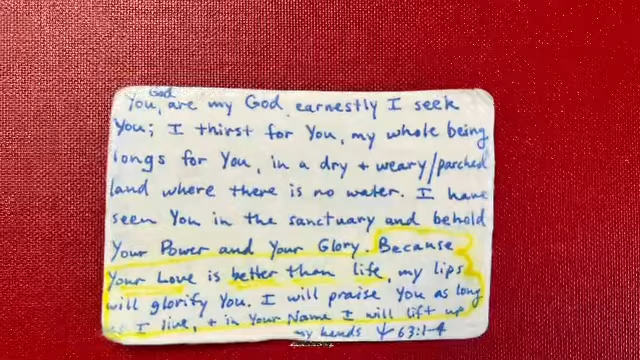 You, God, are my God, earnestly I seek
You; I thirst for You, my whole being
longs for You, in a dry + weary/parched
land where there is no water. I have
seen You in the sanctuary and behold
Your Power and Your Glory. Because
Your Love is better than life, my lips
will glorify You. I will praise You as long
as I live, + in Your Name I will lift up
my hands Ψ 63:1-4